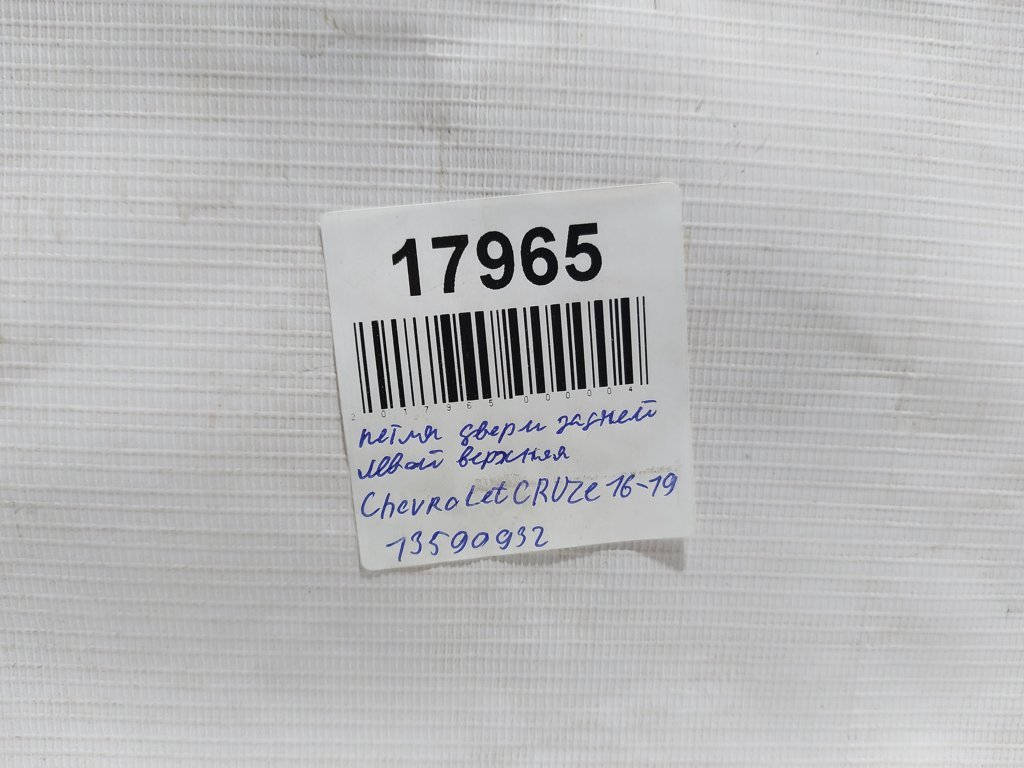 17965
2017965000004
петля двери задней
левой верхняя
Chevrolet CRUZe 16-19
13590932